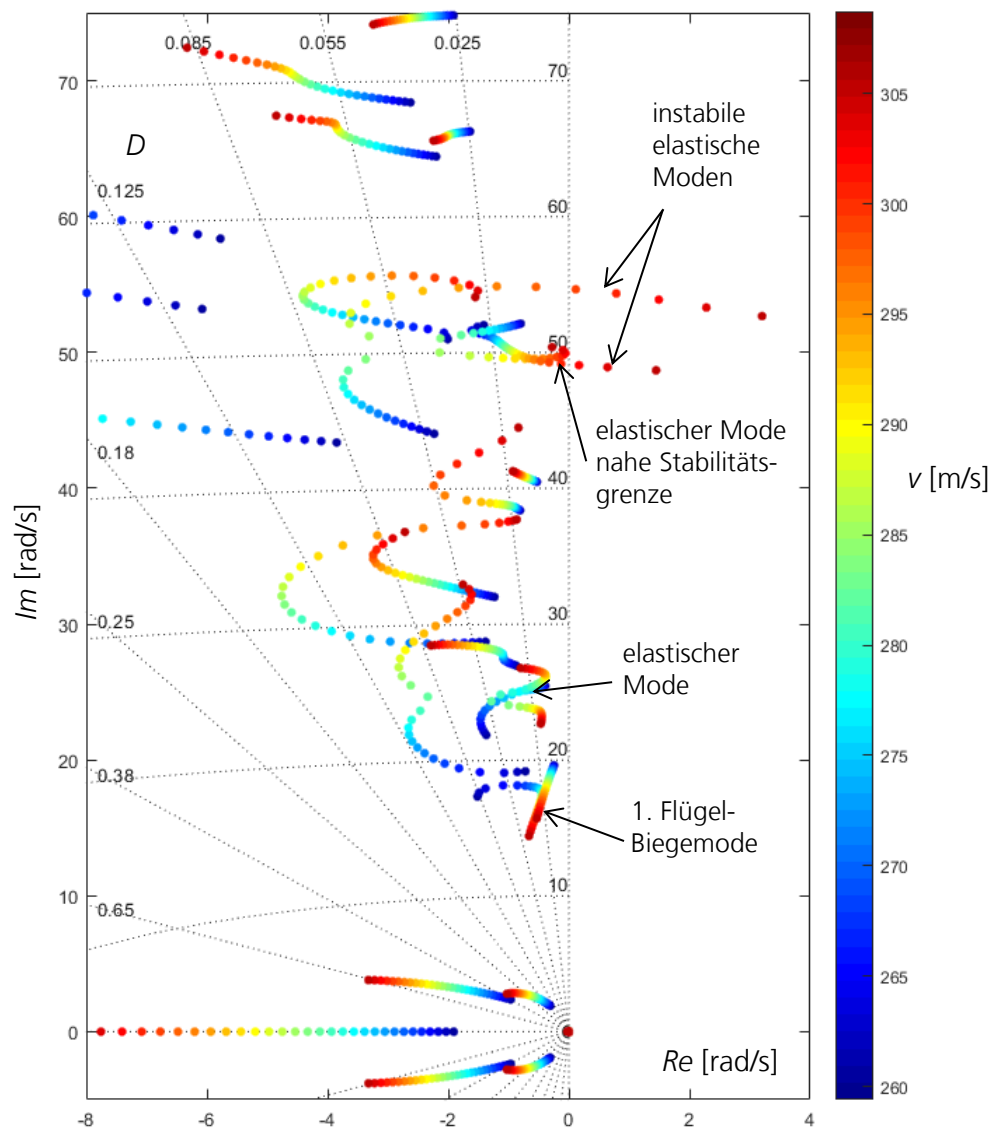 0.085
0.055
0.025
70
70
305
D
instabile
elastische
Moden
0.125
60
60
300
50
50
295
0.18
elastischer Mode
nahe Stabilitäts-
grenze
40
40
290
v [m/s]
285
Im [rad/s]
30
30
0.25
280
elastischer
Mode
20
20
275
0.38
1. Flügel-
Biegemode
270
10
10
0.65
265
0
Re [rad/s]
260
-8
-6
-4
-2
0
2
4